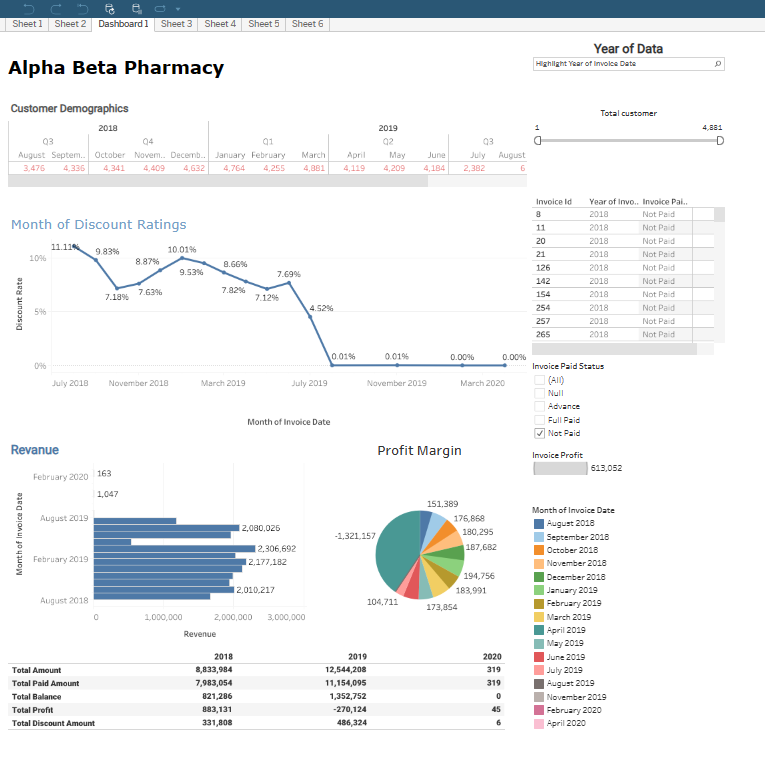 Sheet 1 Sheet 2 Dashboard 1 Sheet 3 Sheet 4 Sheet 5 Sheet 6
Alpha Beta Pharmacy
Customer Demographics
2018 2019
Q3 Q4 Q1 Q2 Q3
August Septem.. October Novem.. Decemb.. January February March April May June July August
3,476 4,336 4,341 4,409 4,632 4,764 4,255 4,881 4,119 4,209 4,184 2,382 6
Month of Discount Ratings
Discount Rate
10%
5%
0%
11.11% 9.83% 7.18% 7.63% 8.87% 10.01% 9.53% 8.66% 7.82% 7.12% 7.69% 4.52% 0.01% 0.01% 0.00% 0.00%
July 2018 November 2018 March 2019 July 2019 November 2019 March 2020
Month of Invoice Date
Revanue
Month of Invoice Date
February 2020 163
1,047
August 2019
2,080,026
2,306,692
February 2019 2,177,182
2,010,217
August 2018
0 1,000,000 2,000,000 3,000,000
Revenue
Profit Margin
151,389
176,868
180,295
187,682
194,756
183,991
173,854
104,711
-1,321,157
2018 2019 2020
Total Amount 8,833,984 12,544,208 319
Total Paid Amount 7,983,054 11,154,095 319
Total Balance 821,286 1,352,752 0
Total Profit 883,131 -270,124 45
Total Discount Amount 331,808 486,324 6
Year of Data
Highlight Year of Invoice Date
Total customer
1 4,881
Invoice Id Year of Invo.. Invoice Pai..
8 2018 Not Paid
11 2018 Not Paid
20 2018 Not Paid
21 2018 Not Paid
126 2018 Not Paid
142 2018 Not Paid
154 2018 Not Paid
254 2018 Not Paid
257 2018 Not Paid
265 2018 Not Paid
Invoice Paid Status
(All)
Null
Advance
Full Paid
Not Paid
Invoice Profit
613,052
Month of Invoice Date
August 2018
September 2018
October 2018
November 2018
December 2018
January 2019
February 2019
March 2019
April 2019
May 2019
June 2019
July 2019
August 2019
November 2019
February 2020
April 2020